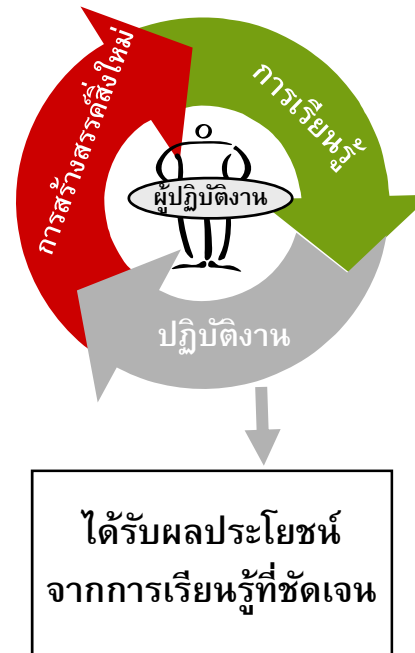 การสร้างสรรค์สิ่งใหม่
การเรียนรู้
ผู้ปฏิบัติงาน
ปฏิบัติงาน
ได้รับผลประโยชน์
จากการเรียนรู้ที่ชัดเจน